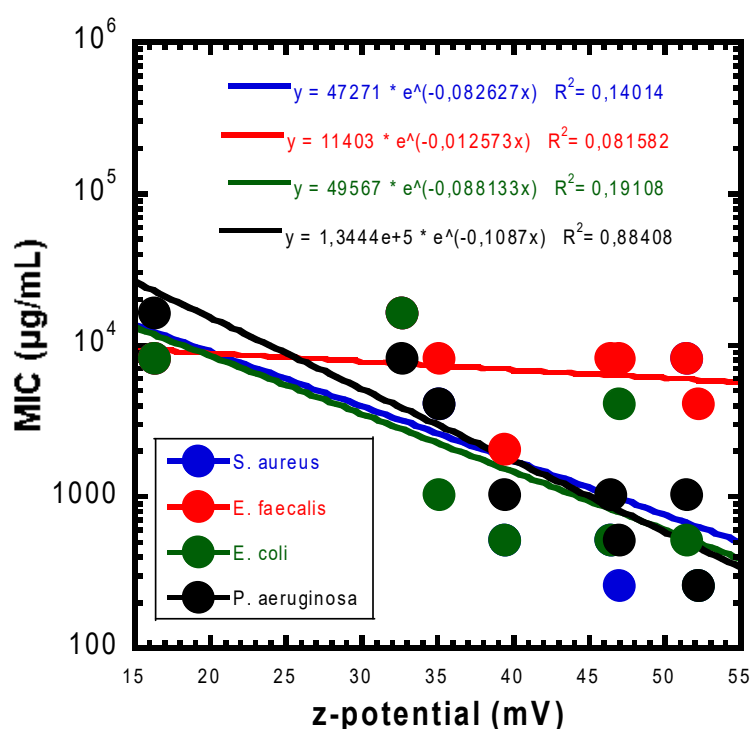 10^6
y = 47271 * e^(-0,082627x) R^2= 0,14014
y = 11403 * e^(-0,012573x) R^2= 0,081582
10^5
y = 49567 * e^(-0,088133x) R^2= 0,19108
y = 1,3444e+5 * e^(-0,1087x) R^2= 0,88408
10^4
MIC (µg/mL)
S. aureus
1000
E. faecalis
E. coli
P. aeruginosa
100
15 20 25 30 35 40 45 50 55
z-potential (mV)